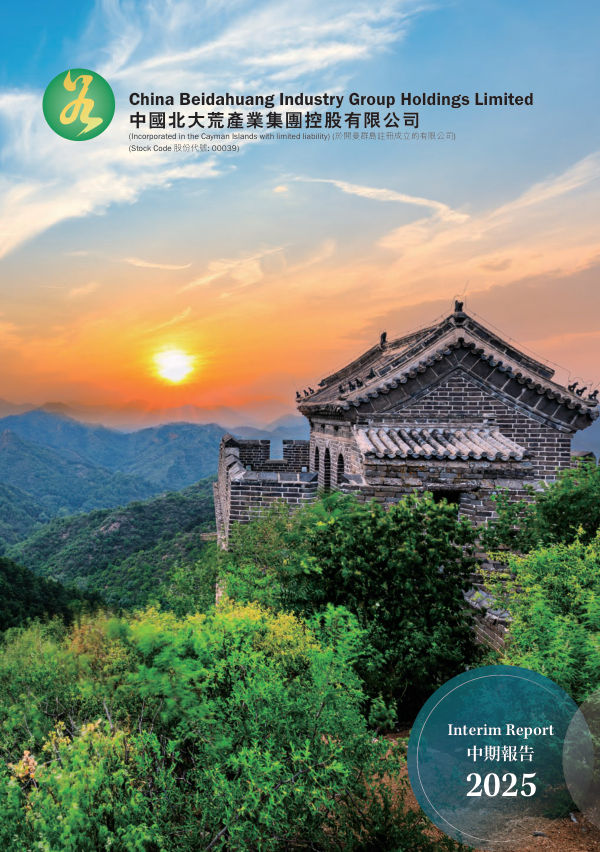 China Beidahuang Industry Group Holdings Limited
中國北大荒產業集團控股有限公司
(Incorporated in the Cayman Islands with limited liability) (於開曼群島註冊成立的有限公司)
(Stock Code 股份代號: 00039)
Interim Report
中期報告
2025